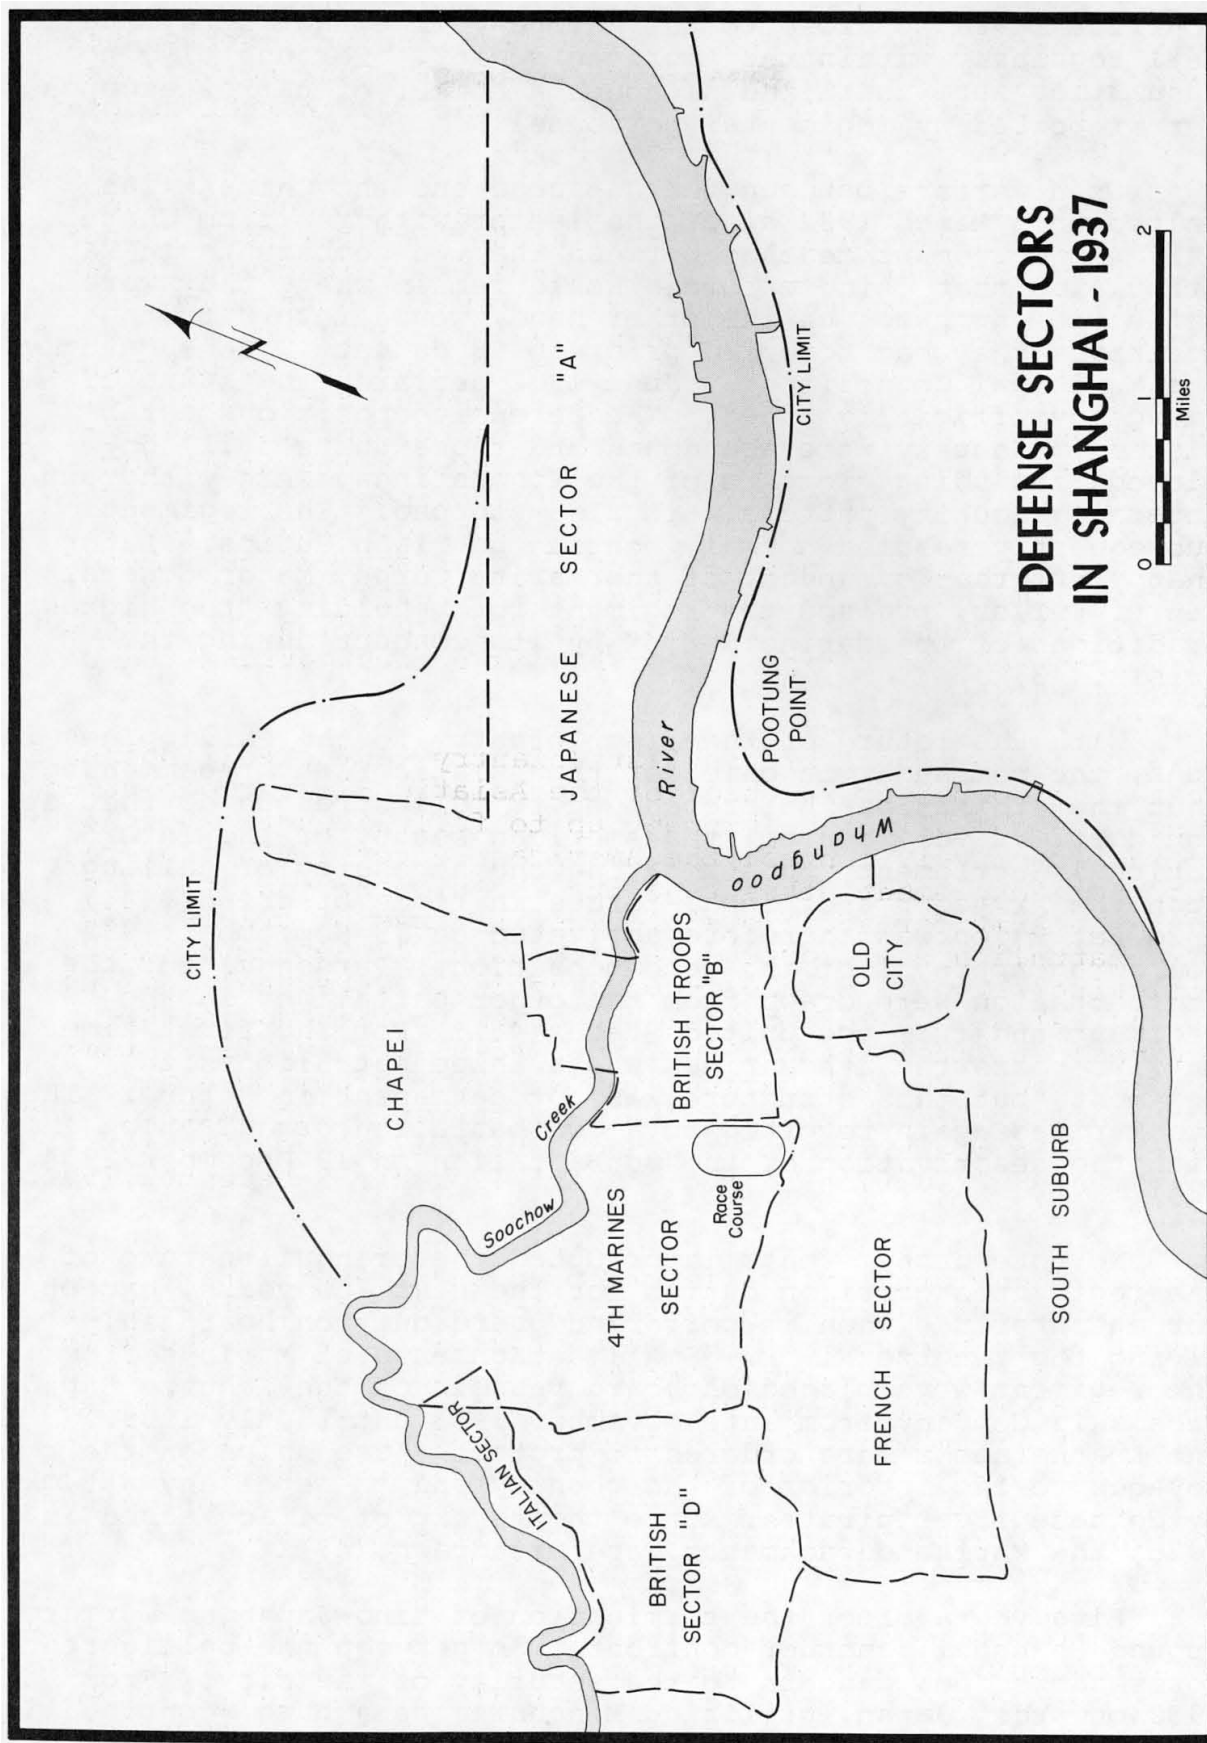 DEFENSE SECTORS
IN SHANGHAI - 1937
0 1 2
Miles
N
CITY LIMIT
CHAPEI
JAPANESE SECTOR "A"
CITY LIMIT
POOTUNG
POINT
River
Whangpoo
Soochow Creek
BRITISH TROOPS
SECTOR "B"
OLD
CITY
4TH MARINES
SECTOR
Race
Course
ITALIAN SECTOR
BRITISH
SECTOR "D"
FRENCH SECTOR
SOUTH SUBURB